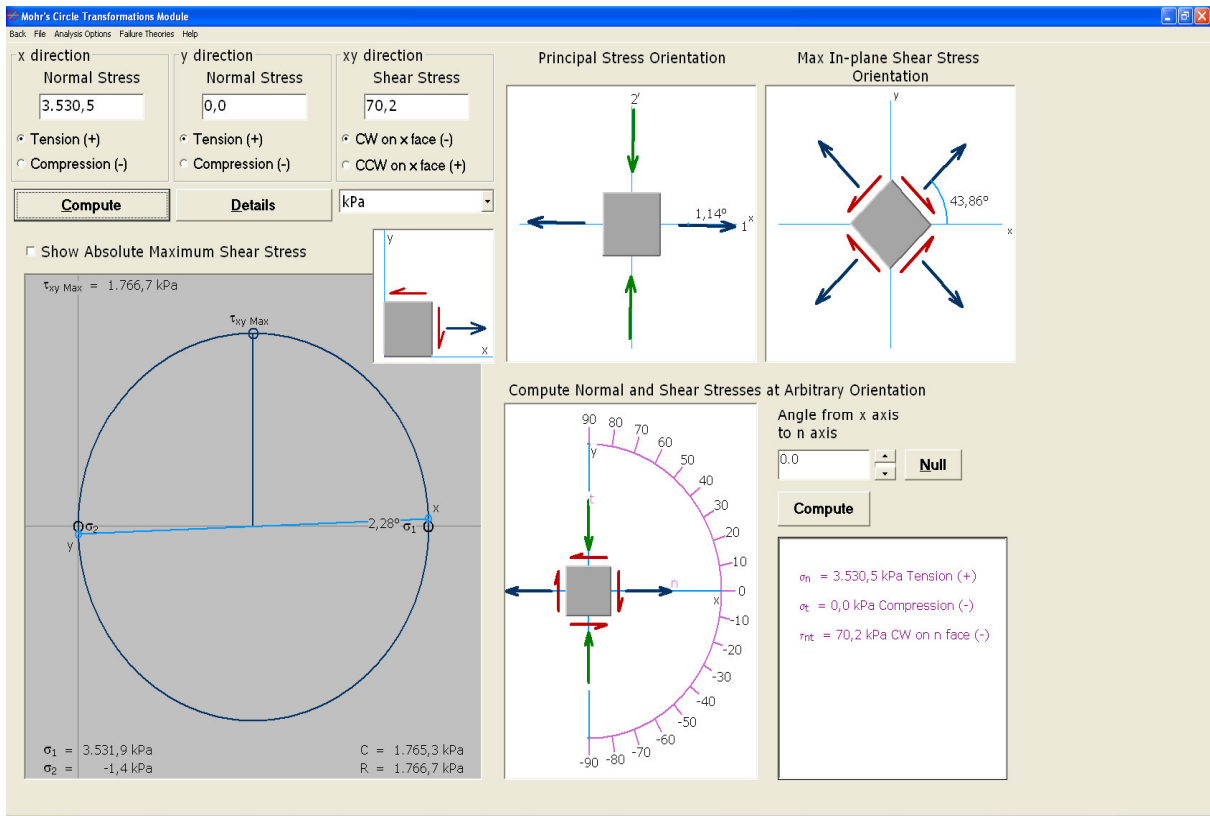 Mohr's Circle Transformations Module
Back File Analysis Options Failure Theories Help
x direction
Normal Stress
3.530,5
Tension (+)
Compression (-)
y direction
Normal Stress
0,0
Tension (+)
Compression (-)
xy direction
Shear Stress
70,2
CW on x face (-)
CCW on x face (+)
Compute
Details
kPa
Show Absolute Maximum Shear Stress
τxy Max = 1.766,7 kPa
τxy Max
x
2,28º σ1
σ2
y
σ1 = 3.531,9 kPa
σ2 = -1,4 kPa
C = 1.765,3 kPa
R = 1.766,7 kPa
y
x
Principal Stress Orientation
2'
1,14º
1'
x
Max In-plane Shear Stress
Orientation
y
43,86º
x
Compute Normal and Shear Stresses at Arbitrary Orientation
90
80
70
60
50
40
30
20
10
0
-10
-20
-30
-40
-50
-60
-70
-80
-90
y
t
n
x
Angle from x axis
to n axis
0.0
Null
Compute
σn = 3.530,5 kPa Tension (+)
σt = 0,0 kPa Compression (-)
τnt = 70,2 kPa CW on n face (-)